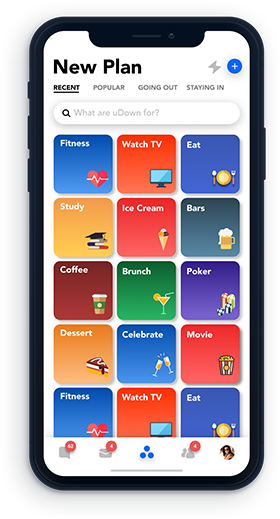 New Plan
RECENT POPULAR GOING OUT STAYING IN
What are uDown for?
Fitness Watch TV Eat
Study Ice Cream Bars
Coffee Brunch Poker
Dessert Celebrate Movie
Fitness Watch TV Eat
62 4 4